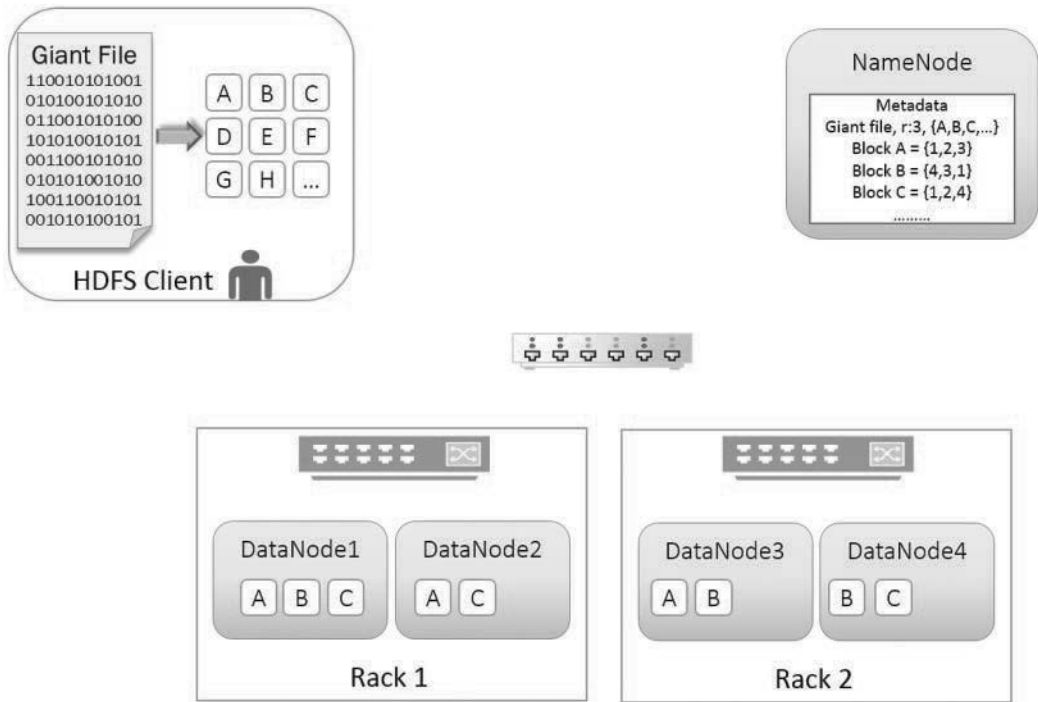 Giant File
110010101001
010100101010
011001010100
101010010101
001100101010
010101001010
100110010101
001010100101
A B C
D E F
G H ...
HDFS Client
NameNode
Metadata
Giant file, r:3, {A,B,C,...}
Block A = {1,2,3}
Block B = {4,3,1}
Block C = {1,2,4}
.........
DataNode1
A B C
DataNode2
A C
Rack 1
DataNode3
A B
DataNode4
B C
Rack 2